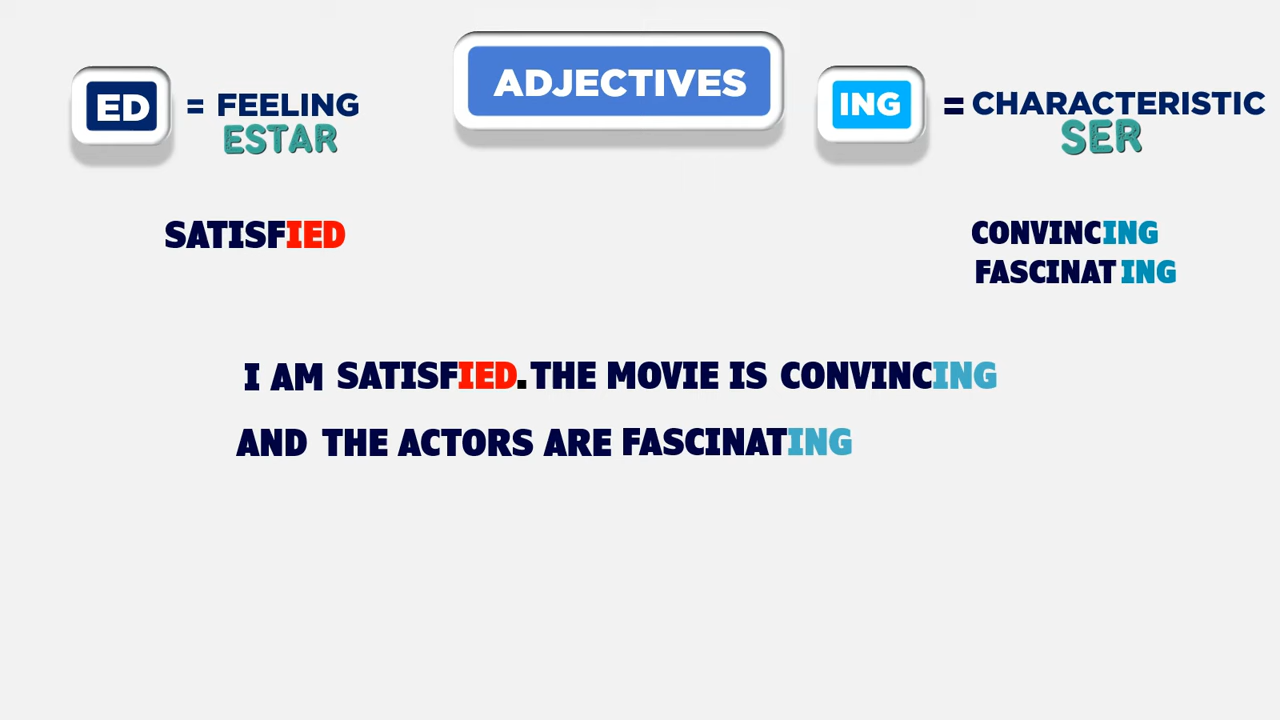 ADJECTIVES
ED = FEELING
ESTAR
ING = CHARACTERISTIC
SER
SATISFIED
CONVINCING
FASCINATING
I AM SATISFIED. THE MOVIE IS CONVINCING
AND THE ACTORS ARE FASCINATING